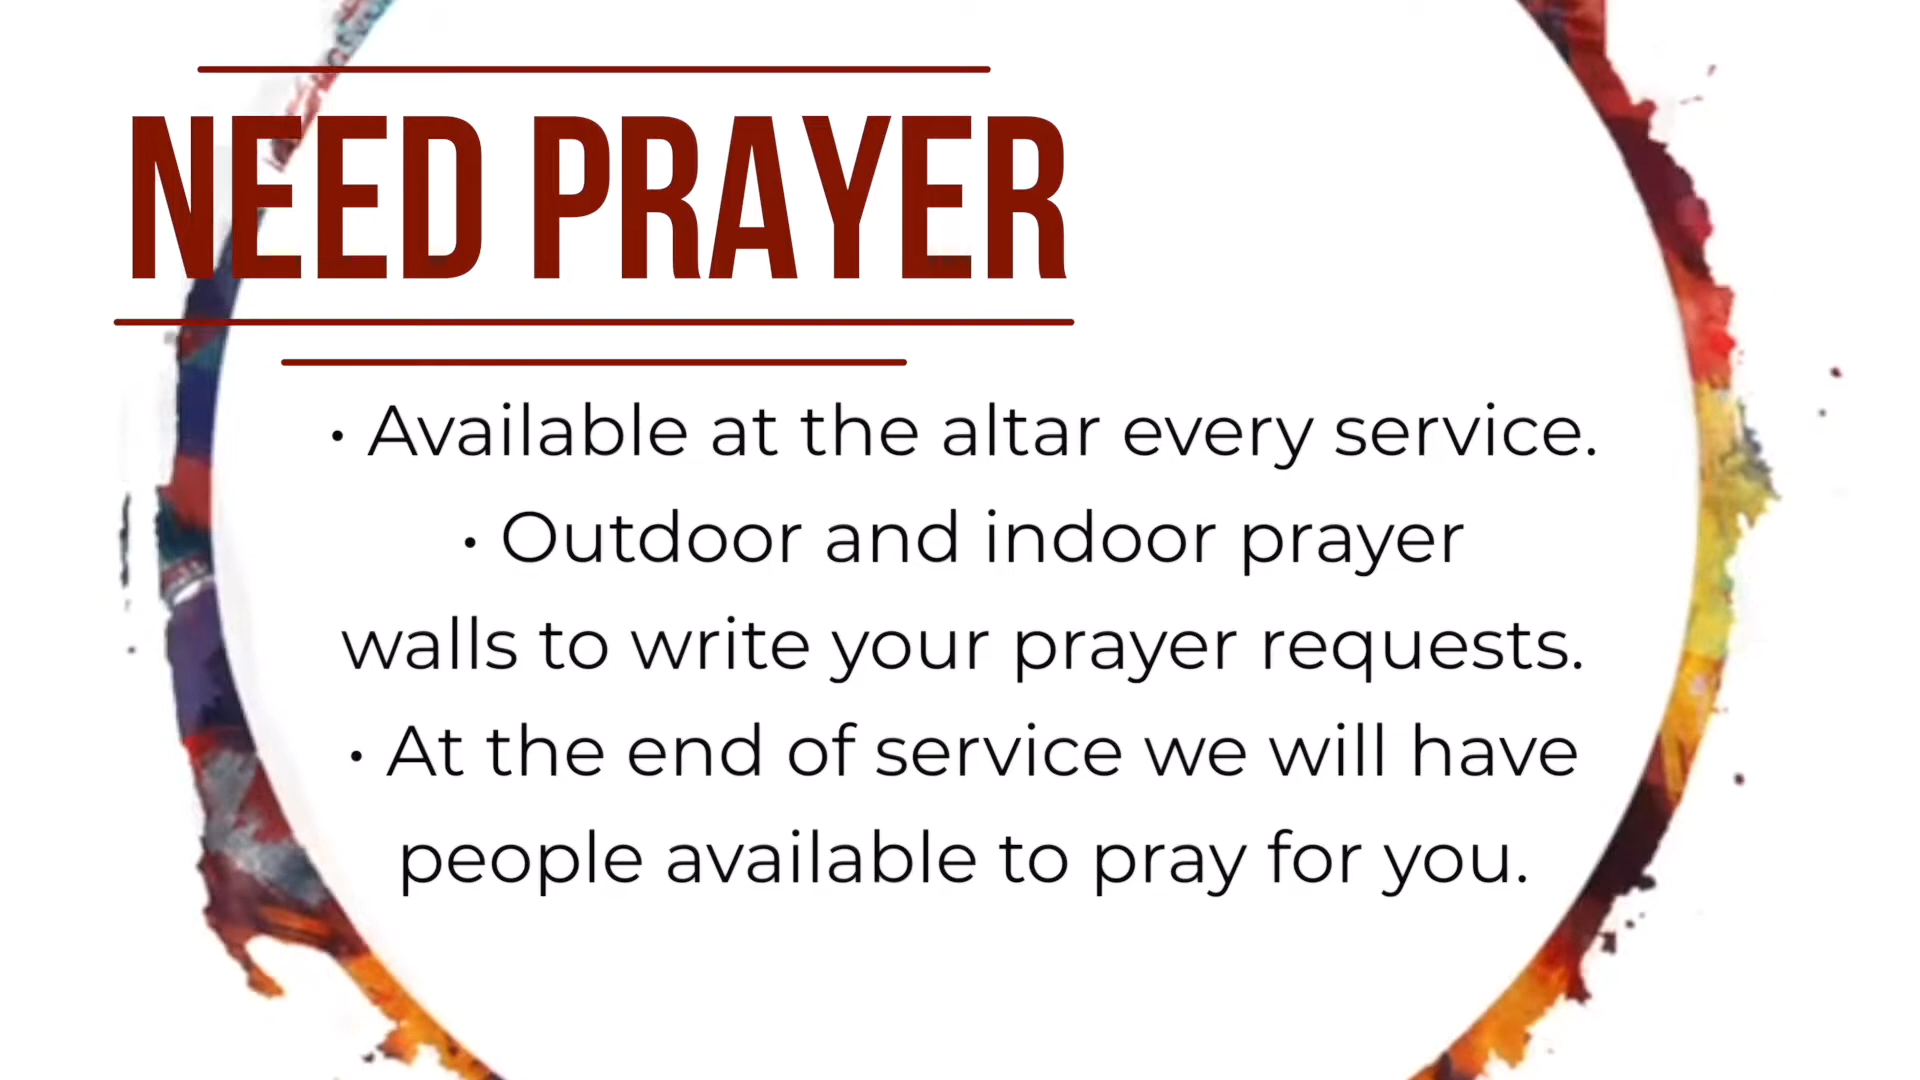 NEED PRAYER
• Available at the altar every service.
• Outdoor and indoor prayer
walls to write your prayer requests.
• At the end of service we will have
people available to pray for you.